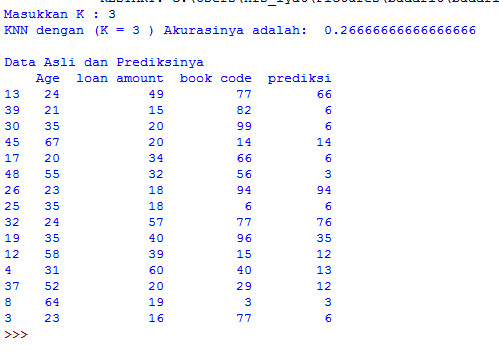 Masukkan K : 3
KNN dengan (K = 3 ) Akurasinya adalah:  0.26666666666666666
Data Asli dan Prediksinya
Age  loan amount  book code  prediksi
13  24  49  77  66
39  21  15  82  6
30  35  20  99  6
45  67  20  14  14
17  20  34  66  6
48  55  32  56  3
26  23  18  94  94
25  35  18  6  6
32  24  57  77  76
19  35  40  96  35
12  58  39  15  12
4  31  60  40  13
37  52  20  29  12
8  64  19  3  3
3  23  16  77  6
>>>